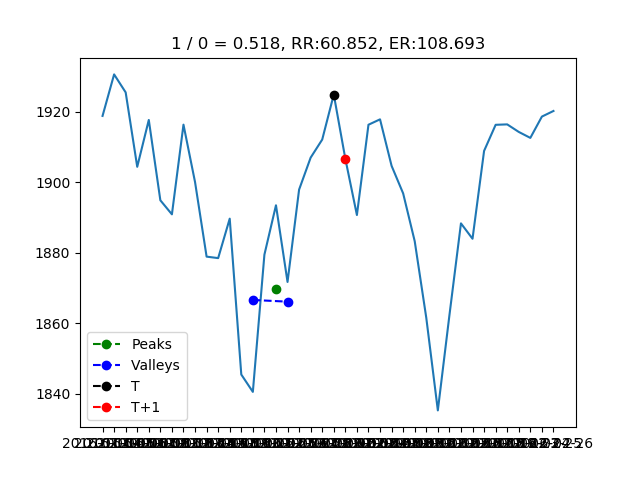 1 / 0 = 0.518, RR:60.852, ER:108.693
1920
1900
1880
1860
1840
Peaks
Valleys
T
T+1